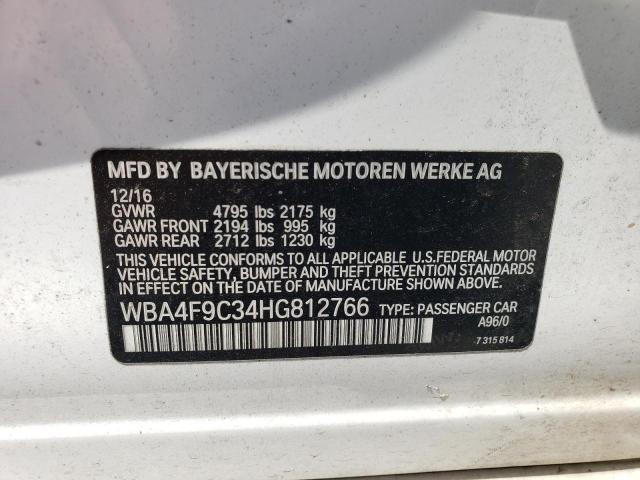 MFD BY BAYERISCHE MOTOREN WERKE AG
12/16
GVWR 4795 lbs 2175 kg
GAWR FRONT 2194 lbs 995 kg
GAWR REAR 2712 lbs 1230 kg
THIS VEHICLE CONFORMS TO ALL APPLICABLE U.S.FEDERAL MOTOR
VEHICLE SAFETY, BUMPER AND THEFT PREVENTION STANDARDS
IN EFFECT ON THE DATE OF MANUFACTURE SHOWN ABOVE.
WBA4F9C34HG812766 TYPE: PASSENGER CAR
A96/0
7 315 814